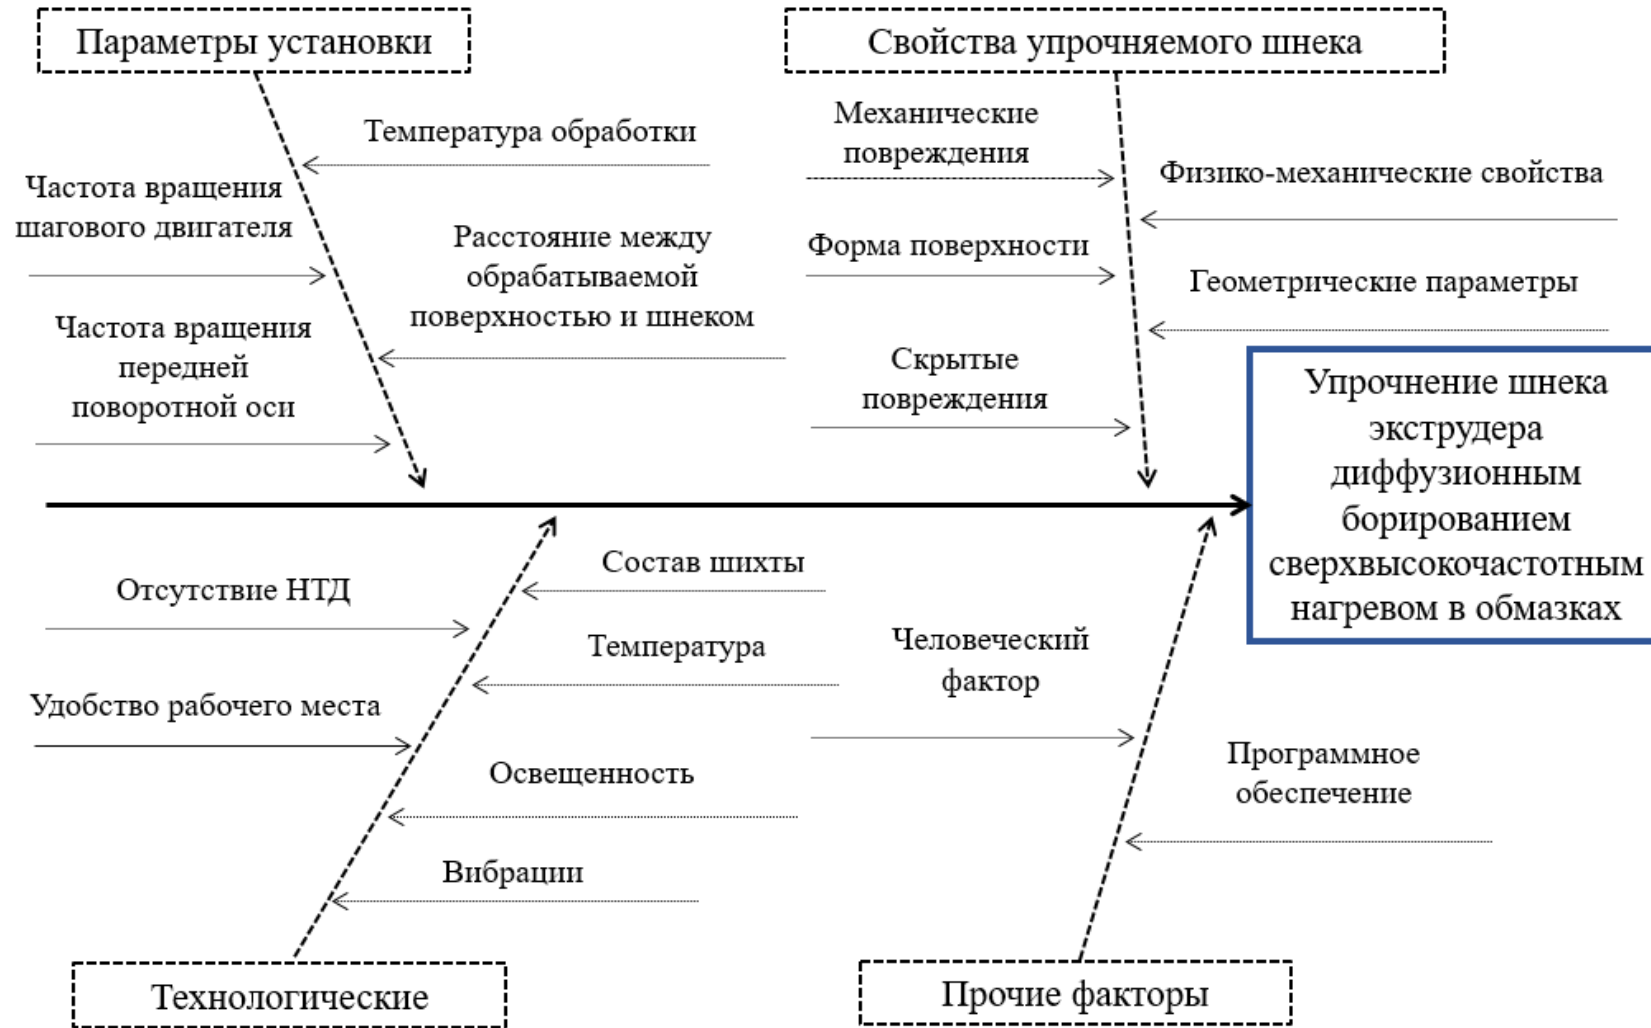 Параметры установки
Свойства упрочняемого шнека
Температура обработки
Частота вращения
шагового двигателя
Расстояние между
обрабатываемой
поверхностью и шнеком
Частота вращения
передней
поворотной оси
Механические
повреждения
Физико-механические свойства
Форма поверхности
Геометрические параметры
Скрытые
повреждения
Упрочнение шнека
экструдера
диффузионным
борированием
сверхвысокочастотным
нагревом в обмазках
Состав шихты
Отсутствие НТД
Температура
Удобство рабочего места
Освещенность
Вибрации
Человеческий
фактор
Программное
обеспечение
Технологические
Прочие факторы